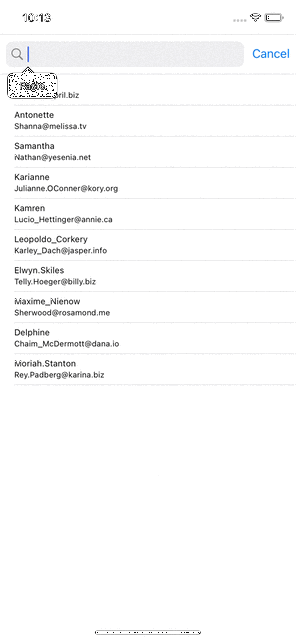 10:13
Cancel
ril.biz
Antonette
Shanna@melissa.tv
Samantha
Nathan@yesenia.net
Karianne
Julianne.OConner@kory.org
Kamren
Lucio_Hettinger@annie.ca
Leopoldo_Corkery
Karley_Dach@jasper.info
Elwyn.Skiles
Telly.Hoeger@billy.biz
Maxime_Nienow
Sherwood@rosamond.me
Delphine
Chaim_McDermott@dana.io
Moriah.Stanton
Rey.Padberg@karina.biz